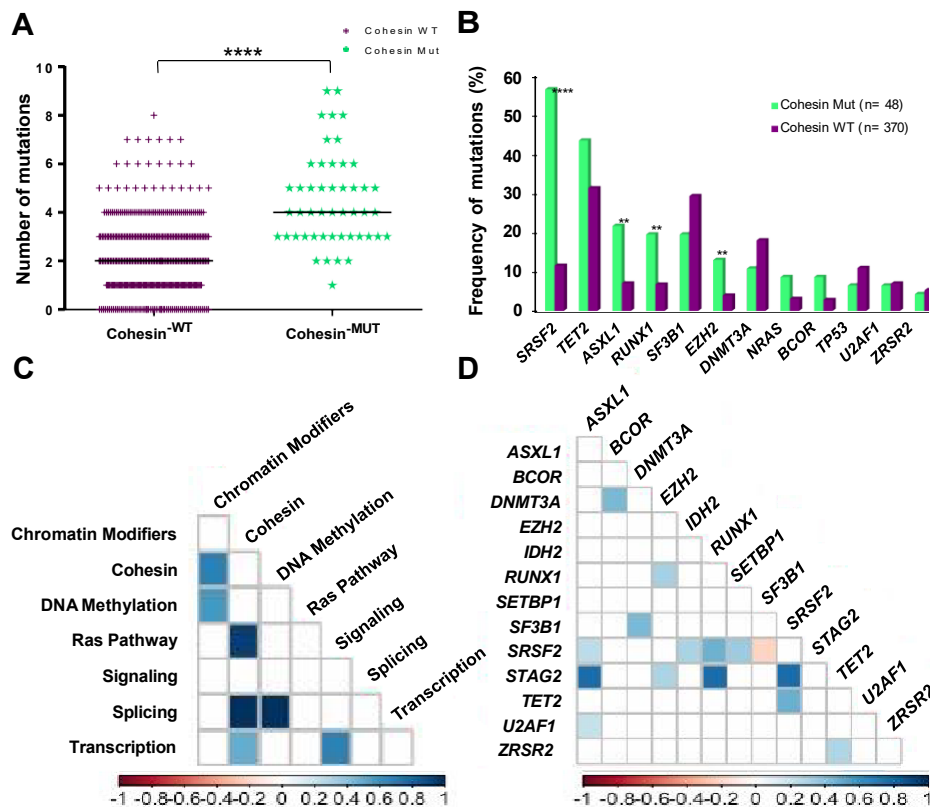 A
Cohesin WT
Cohesin Mut
****
Number of mutations
10
8
6
4
2
0
Cohesin-WT
Cohesin-MUT
B
Frequency of mutations (%)
60
50
40
30
20
10
0
Cohesin Mut (n= 48)
Cohesin WT (n= 370)
****
**
**
**
SRSF2
TET2
ASXL1
RUNX1
SF3B1
EZH2
DNMT3A
NRAS
BCOR
TP53
U2AF1
ZRSR2
C
Chromatin Modifiers
Cohesin
DNA Methylation
Ras Pathway
Signaling
Splicing
Transcription
Chromatin Modifiers
Cohesin
DNA Methylation
Ras Pathway
Signaling
Splicing
Transcription
-1 -0.8 -0.6 -0.4 -0.2 0 0.2 0.4 0.6 0.8 1
D
ASXL1
BCOR
DNMT3A
EZH2
IDH2
RUNX1
SETBP1
SF3B1
SRSF2
STAG2
TET2
U2AF1
ZRSR2
ASXL1
BCOR
DNMT3A
EZH2
IDH2
RUNX1
SETBP1
SF3B1
SRSF2
STAG2
TET2
U2AF1
ZRSR2
-1 -0.8 -0.6 -0.4 -0.2 0 0.2 0.4 0.6 0.8 1